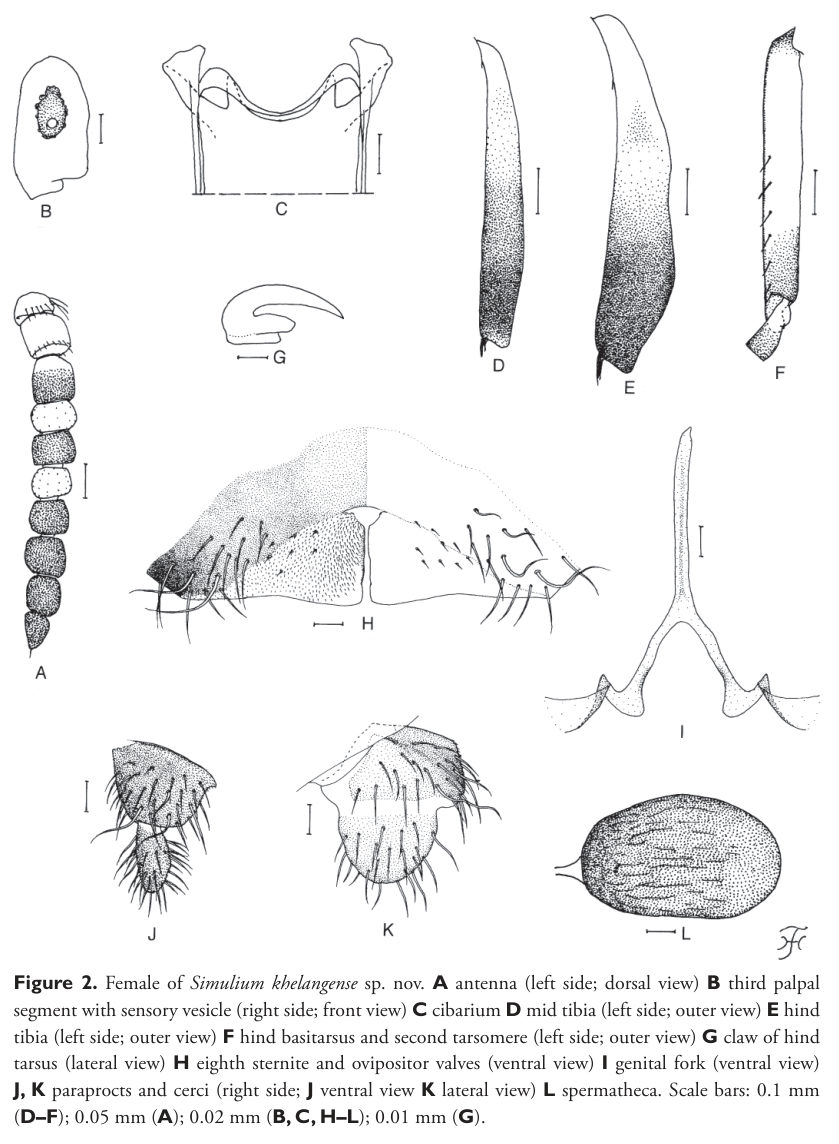 B
C
D
E
F
G
A
H
I
J
K
L
Figure 2. Female of Simulium khelangense sp. nov. A antenna (left side; dorsal view) B third palpal
segment with sensory vesicle (right side; front view) C cibarium D mid tibia (left side; outer view) E hind
tibia (left side; outer view) F hind basitarsus and second tarsomere (left side; outer view) G claw of hind
tarsus (lateral view) H eighth sternite and ovipositor valves (ventral view) I genital fork (ventral view)
J, K paraprocts and cerci (right side; J ventral view K lateral view) L spermatheca. Scale bars: 0.1 mm
(D–F); 0.05 mm (A); 0.02 mm (B, C, H–L); 0.01 mm (G).